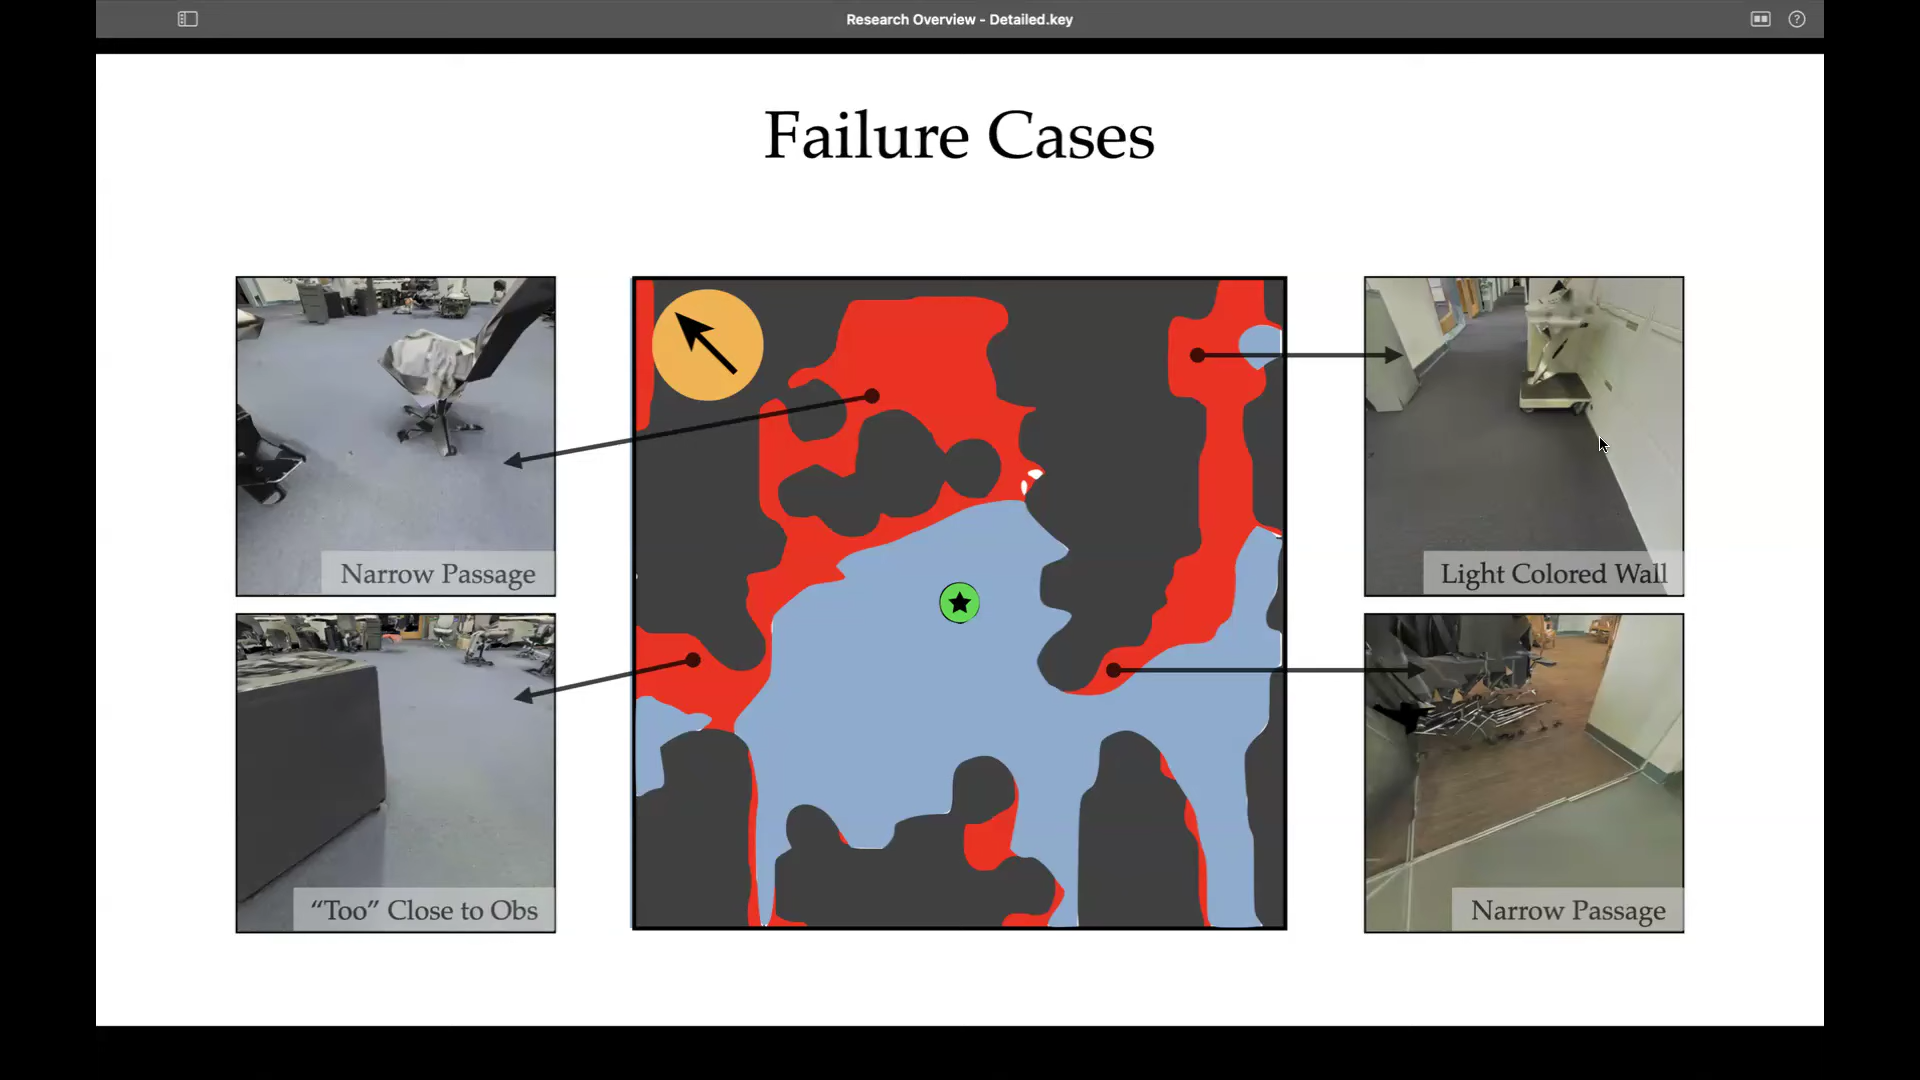 Research Overview - Detailed.key
Failure Cases
Narrow Passage
Light Colored Wall
“Too” Close to Obs
Narrow Passage